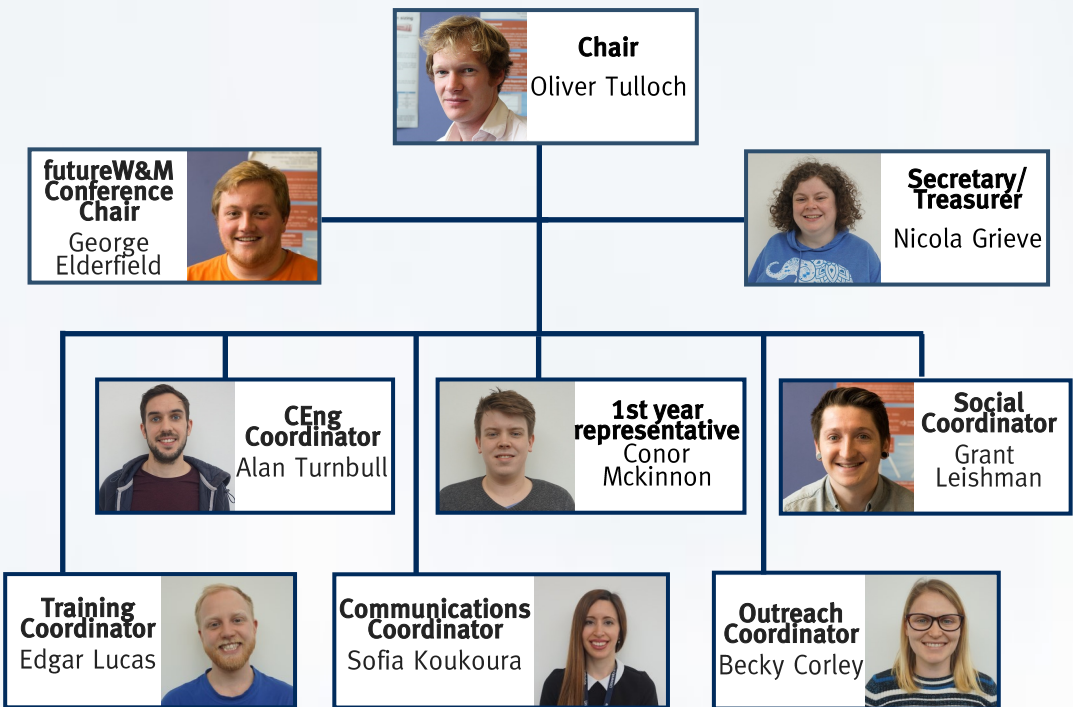 Chair
Oliver Tulloch
futureW&M
Conference
Chair
George
Elderfield
Secretary/
Treasurer
Nicola Grieve
CEng
Coordinator
Alan Turnbull
1st year
representative
Conor
Mckinnon
Social
Coordinator
Grant
Leishman
Training
Coordinator
Edgar Lucas
Communications
Coordinator
Sofia Koukoura
Outreach
Coordinator
Becky Corley